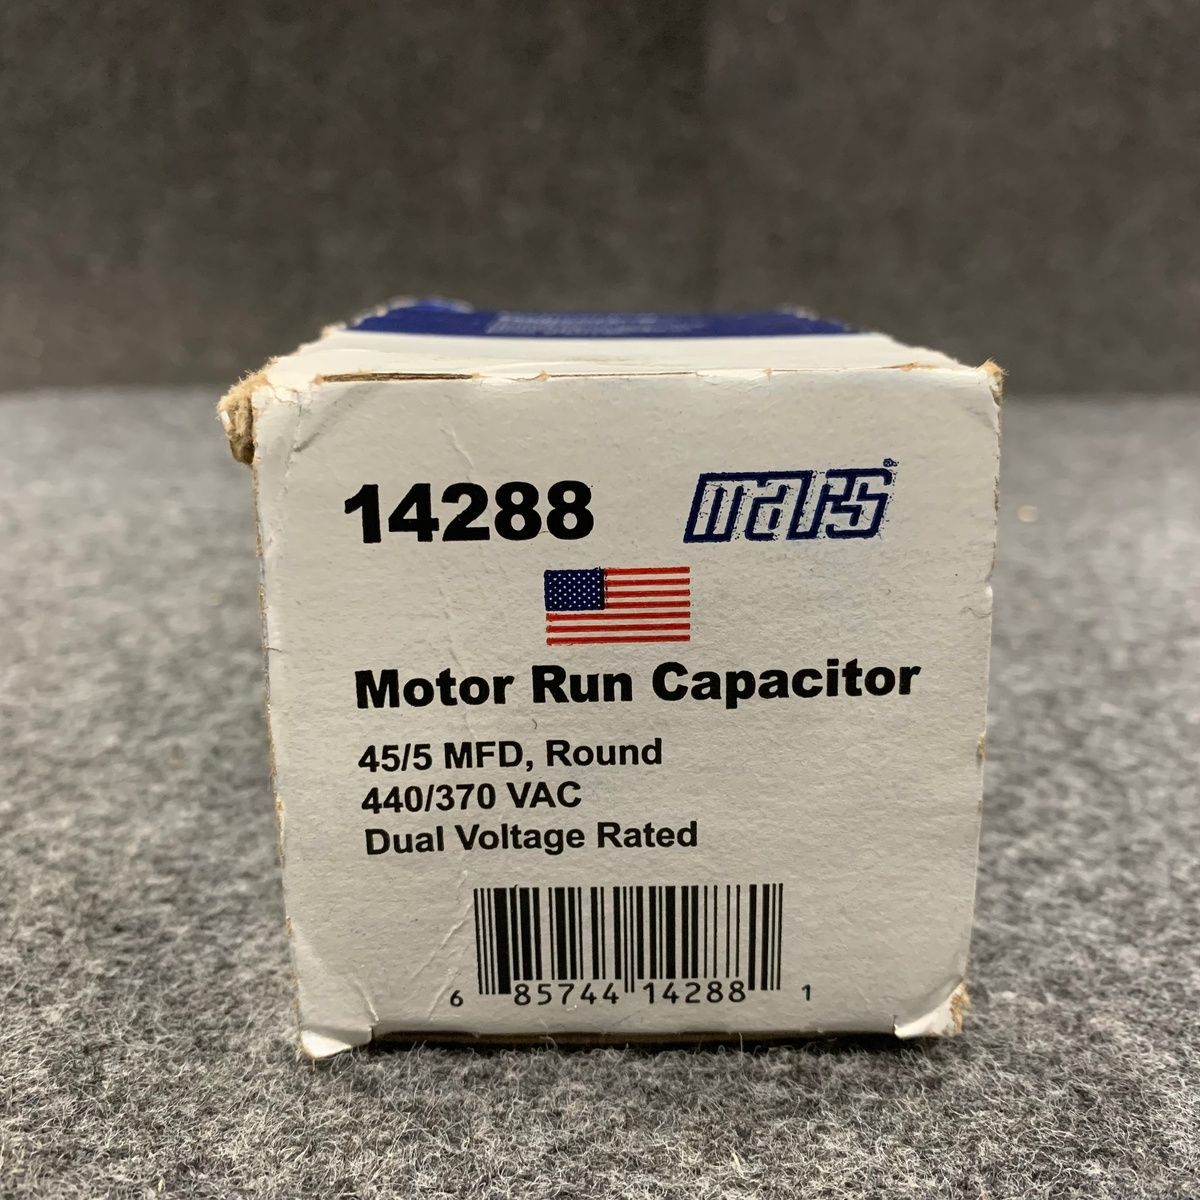 14288 mars®
Motor Run Capacitor
45/5 MFD, Round
440/370 VAC
Dual Voltage Rated
6 85744 14288 1